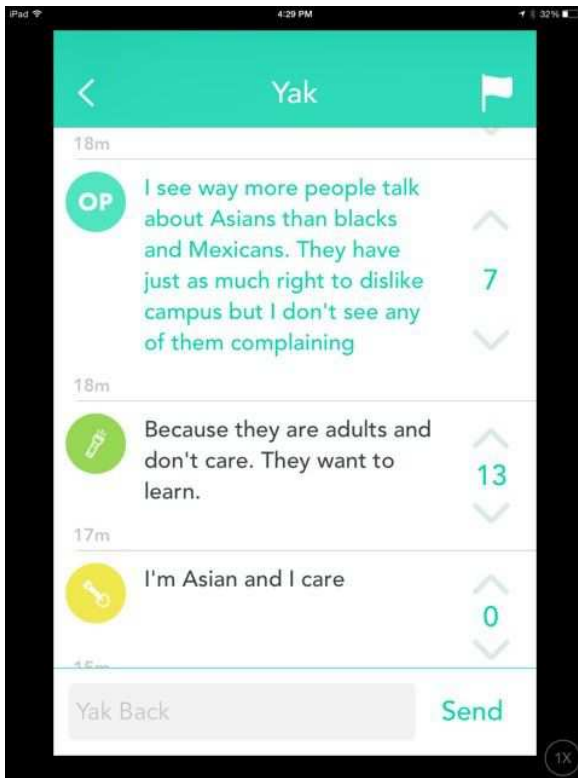 iPad 4:29 PM 32%
Yak
18m
OP
I see way more people talk
about Asians than blacks
and Mexicans. They have
just as much right to dislike
campus but I don't see any
of them complaining
7
18m
Because they are adults and
don't care. They want to
learn.
13
17m
I'm Asian and I care
0
Yak Back
Send
1X